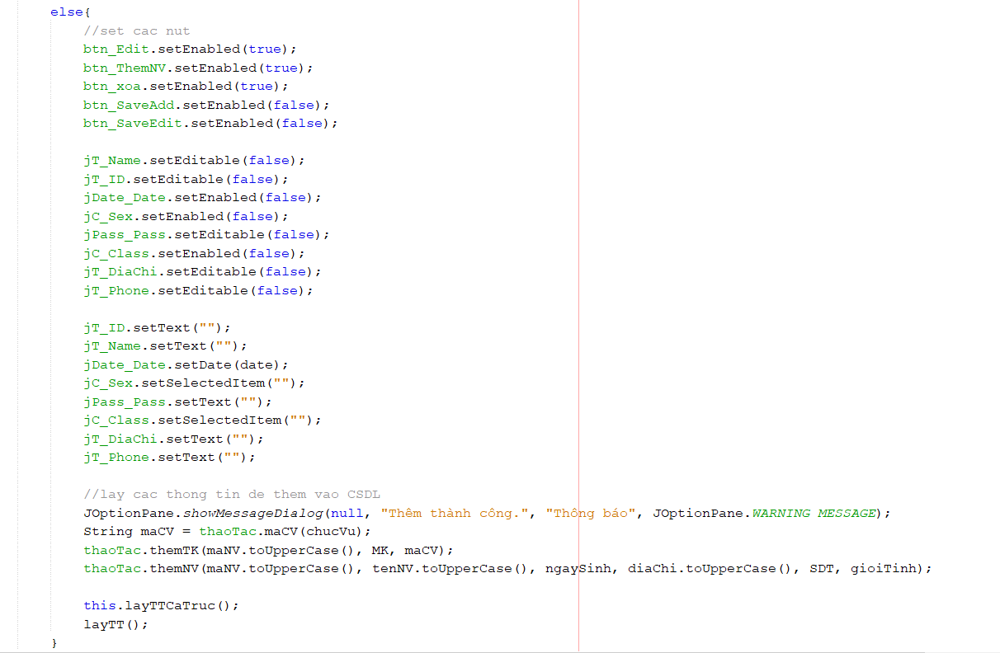 else{
//set cac nut
btn_Edit.setEnabled(true);
btn_ThemNV.setEnabled(true);
btn_xoa.setEnabled(true);
btn_SaveAdd.setEnabled(false);
btn_SaveEdit.setEnabled(false);
jT_Name.setEditable(false);
jT_ID.setEditable(false);
jDate_Date.setEnabled(false);
jC_Sex.setEnabled(false);
jPass_Pass.setEditable(false);
jC_Class.setEnabled(false);
jT_DiaChi.setEditable(false);
jT_Phone.setEditable(false);
jT_ID.setText("");
jT_Name.setText("");
jDate_Date.setDate(date);
jC_Sex.setSelectedItem("");
jPass_Pass.setText("");
jC_Class.setSelectedItem("");
jT_DiaChi.setText("");
jT_Phone.setText("");
//lay cac thong tin de them vao CSDL
JOptionPane.showMessageDialog(null, "Thêm thành công.", "Thông báo", JOptionPane.WARNING_MESSAGE);
String maCV = thaoTac.maCV(chucVu);
thaoTac.themTK(maNV.toUpperCase(), MK, maCV);
thaoTac.themNV(maNV.toUpperCase(), tenNV.toUpperCase(), ngaySinh, diaChi.toUpperCase(), SDT, gioiTinh);
this.layTTCaTruc();
layTT();
}